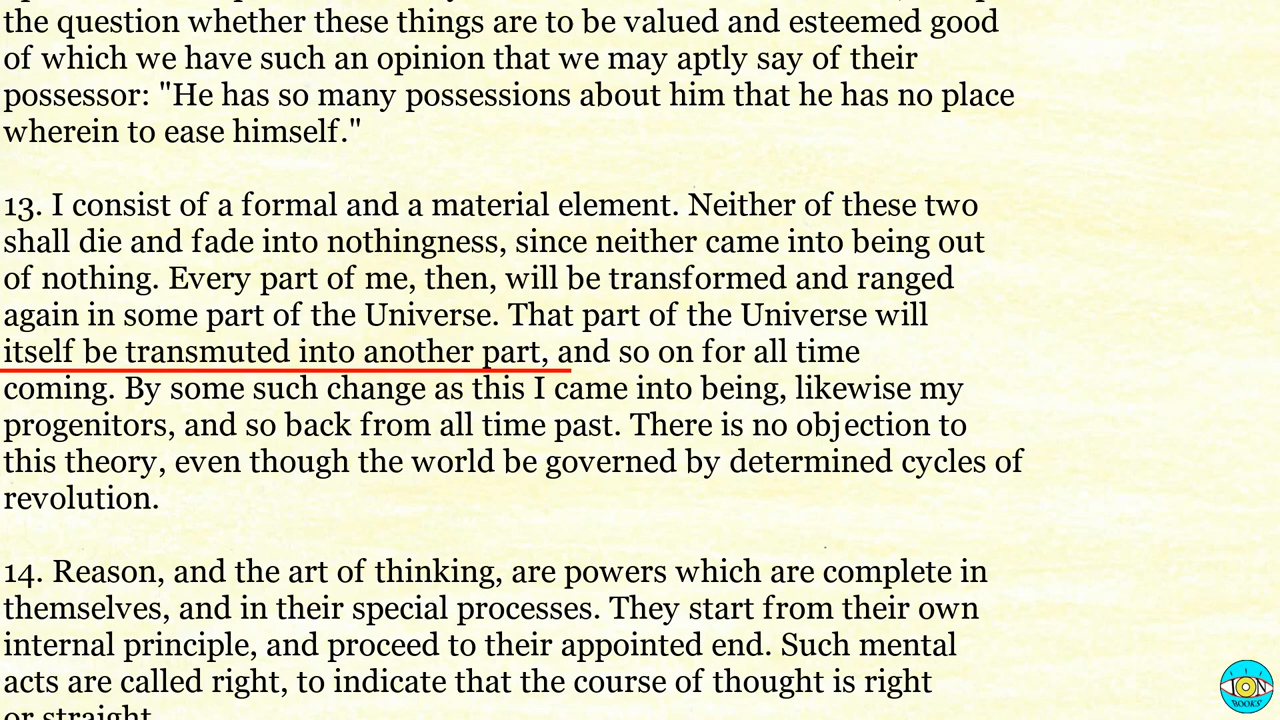 the question whether these things are to be valued and esteemed good
of which we have such an opinion that we may aptly say of their
possessor: "He has so many possessions about him that he has no place
wherein to ease himself."
13. I consist of a formal and a material element. Neither of these two
shall die and fade into nothingness, since neither came into being out
of nothing. Every part of me, then, will be transformed and ranged
again in some part of the Universe. That part of the Universe will
itself be transmuted into another part, and so on for all time
coming. By some such change as this I came into being, likewise my
progenitors, and so back from all time past. There is no objection to
this theory, even though the world be governed by determined cycles of
revolution.
14. Reason, and the art of thinking, are powers which are complete in
themselves, and in their special processes. They start from their own
internal principle, and proceed to their appointed end. Such mental
acts are called right, to indicate that the course of thought is right
or straight.
ION
BOOKS